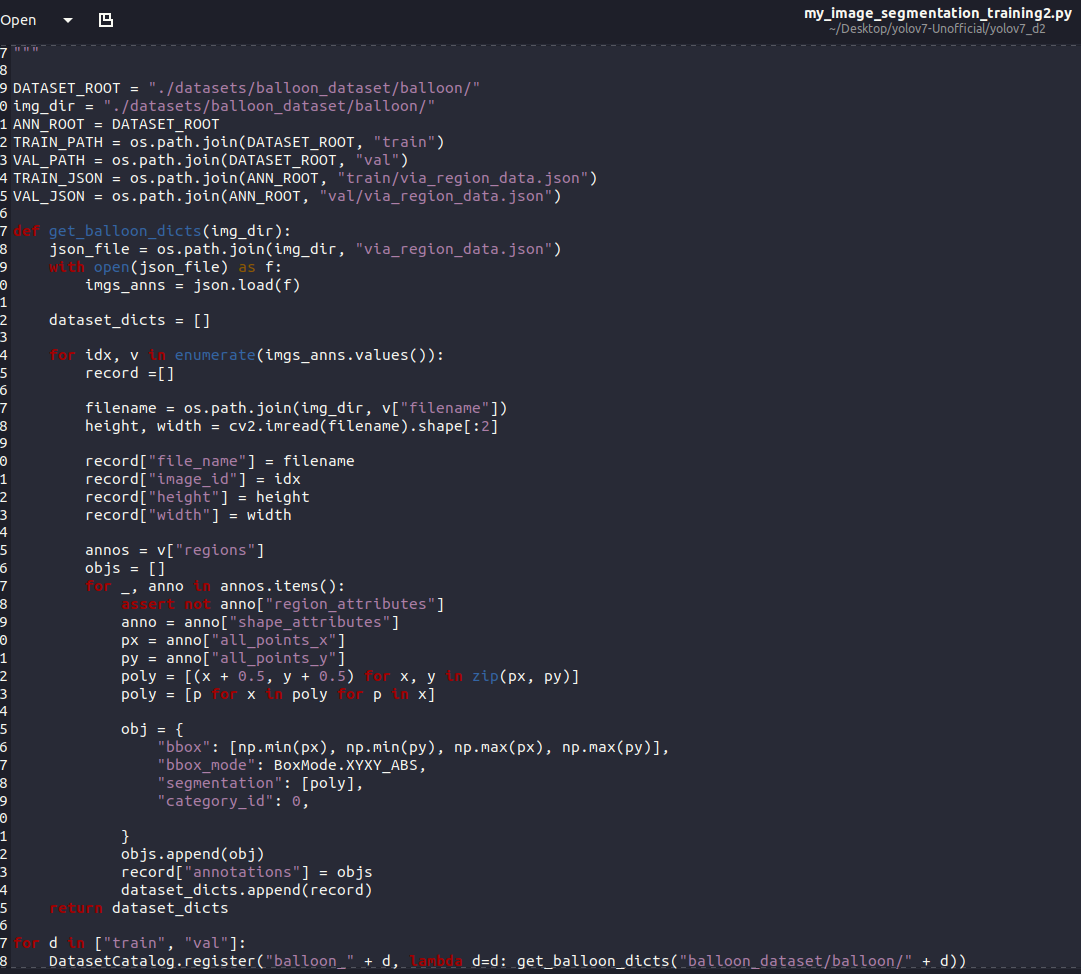 Open
my_image_segmentation_training2.py
~/Desktop/yolov7-Unofficial/yolov7_d2
7 """
8
9 DATASET_ROOT = "./datasets/balloon_dataset/balloon/"
0 img_dir = "./datasets/balloon_dataset/balloon/"
1 ANN_ROOT = DATASET_ROOT
2 TRAIN_PATH = os.path.join(DATASET_ROOT, "train")
3 VAL_PATH = os.path.join(DATASET_ROOT, "val")
4 TRAIN_JSON = os.path.join(ANN_ROOT, "train/via_region_data.json")
5 VAL_JSON = os.path.join(ANN_ROOT, "val/via_region_data.json")
6
7 def get_balloon_dicts(img_dir):
8     json_file = os.path.join(img_dir, "via_region_data.json")
9     with open(json_file) as f:
0         imgs_anns = json.load(f)
1
2     dataset_dicts = []
3
4     for idx, v in enumerate(imgs_anns.values()):
5         record =[]
6
7         filename = os.path.join(img_dir, v["filename"])
8         height, width = cv2.imread(filename).shape[:2]
9
0         record["file_name"] = filename
1         record["image_id"] = idx
2         record["height"] = height
3         record["width"] = width
4
5         annos = v["regions"]
6         objs = []
7         for _, anno in annos.items():
8             assert not anno["region_attributes"]
9             anno = anno["shape_attributes"]
0             px = anno["all_points_x"]
1             py = anno["all_points_y"]
2             poly = [(x + 0.5, y + 0.5) for x, y in zip(px, py)]
3             poly = [p for x in poly for p in x]
4
5             obj = {
6                 "bbox": [np.min(px), np.min(py), np.max(px), np.max(py)],
7                 "bbox_mode": BoxMode.XYXY_ABS,
8                 "segmentation": [poly],
9                 "category_id": 0,
0
1             }
2             objs.append(obj)
3             record["annotations"] = objs
4             dataset_dicts.append(record)
5     return dataset_dicts
6
7 for d in ["train", "val"]:
8     DatasetCatalog.register("balloon_" + d, lambda d=d: get_balloon_dicts("balloon_dataset/balloon/" + d))